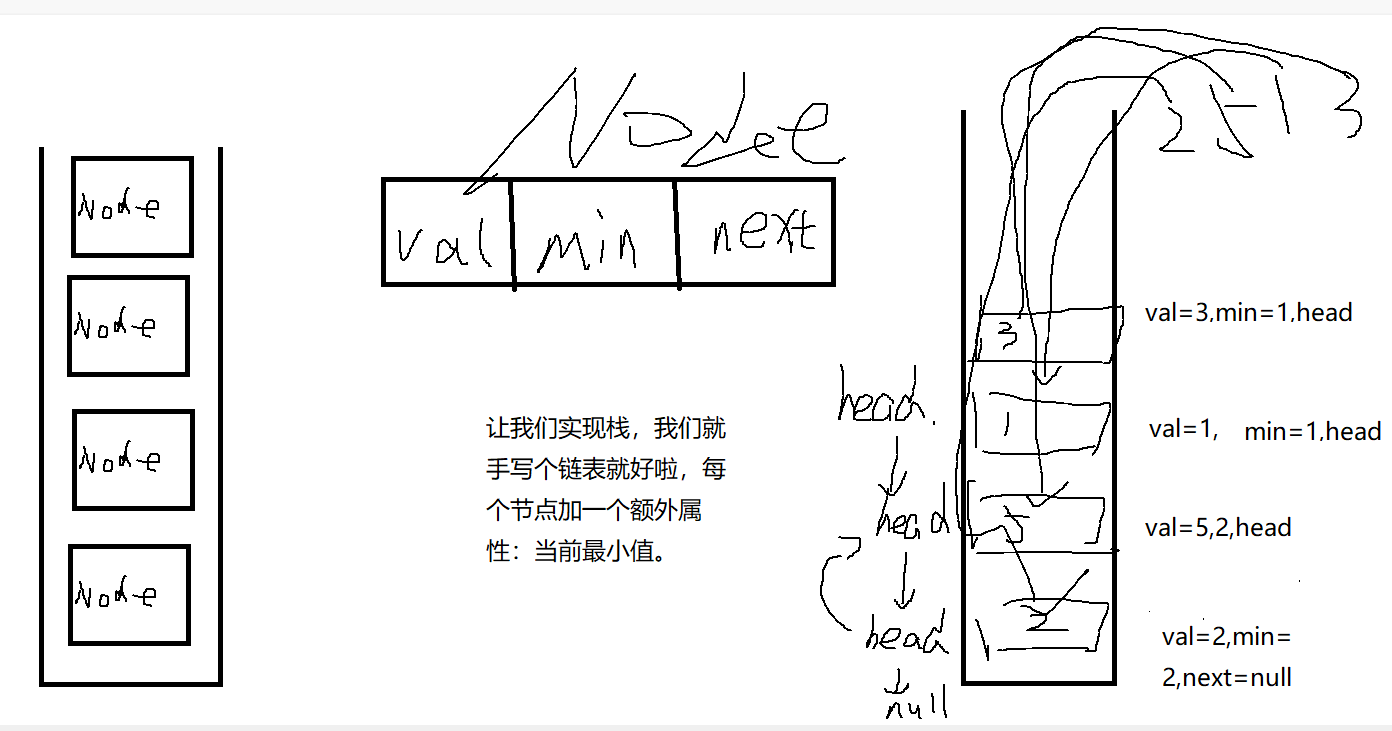 Node
Node
Node
Node
Node
val min next
让我们实现栈，我们就
手写个链表就好啦，每
个节点加一个额外属
性：当前最小值。
head.
head
head
null
2 5 1 3
3
1
5
2
val=3,min=1,head
val=1, min=1,head
val=5,2,head
val=2,min=
2,next=null